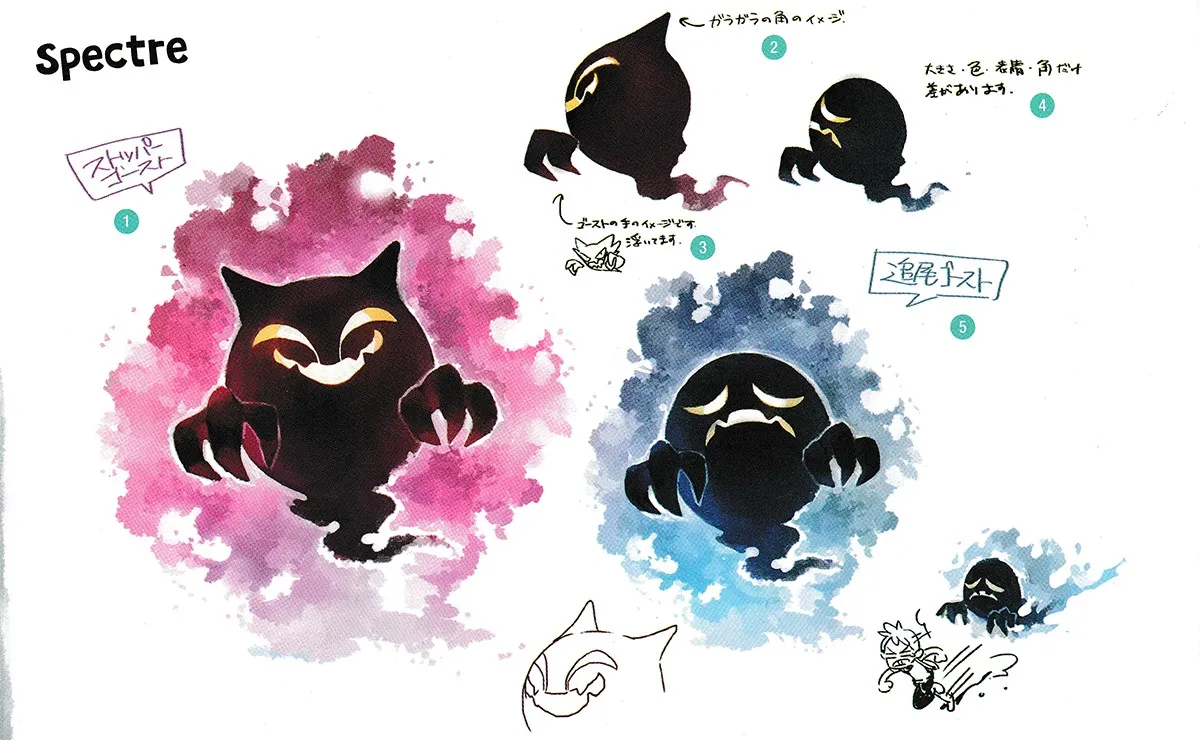 Spectre
ストッパー
ゴースト
1
ガラガラの角のイメージ.
2
大きさ・色・表情・角だけ
差があります.
4
ゴーストの手のイメージです.
浮いてます.
3
追尾ゴースト
5